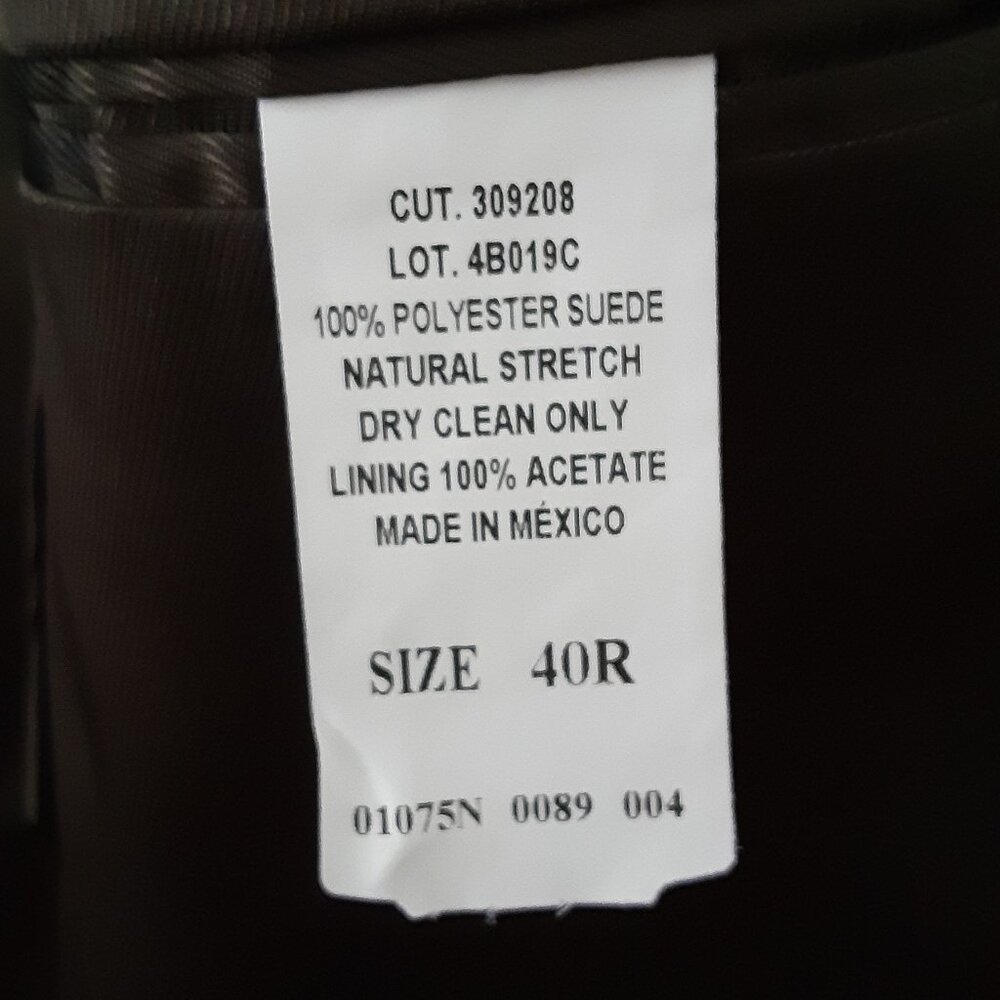 CUT. 309208
LOT. 4B019C
100% POLYESTER SUEDE
NATURAL STRETCH
DRY CLEAN ONLY
LINING 100% ACETATE
MADE IN MÉXICO
SIZE 40R
01075N 0089 004